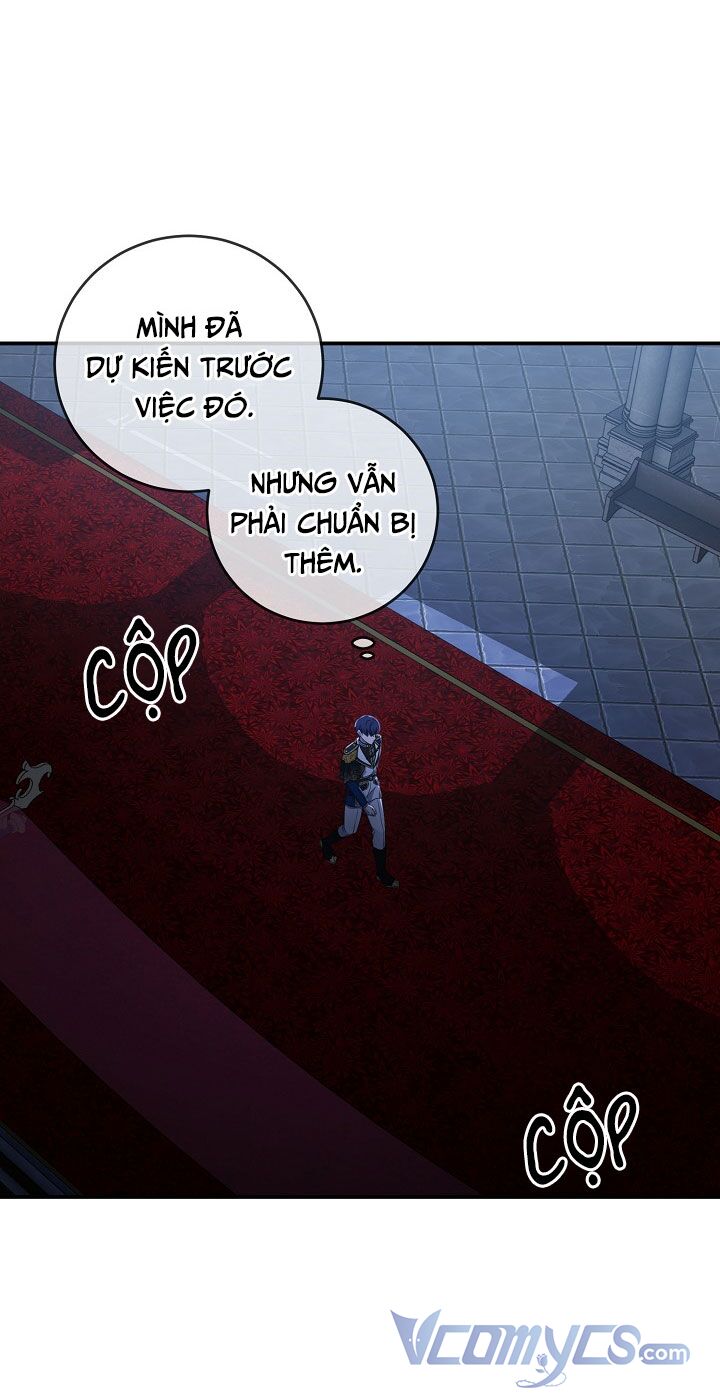 MÌNH ĐÃ
DỰ KIẾN TRƯỚC
VIỆC ĐÓ.
NHƯNG VẪN
PHẢI CHUẨN BỊ
THÊM.
CỘP
CỘP
VCOMYCS.com